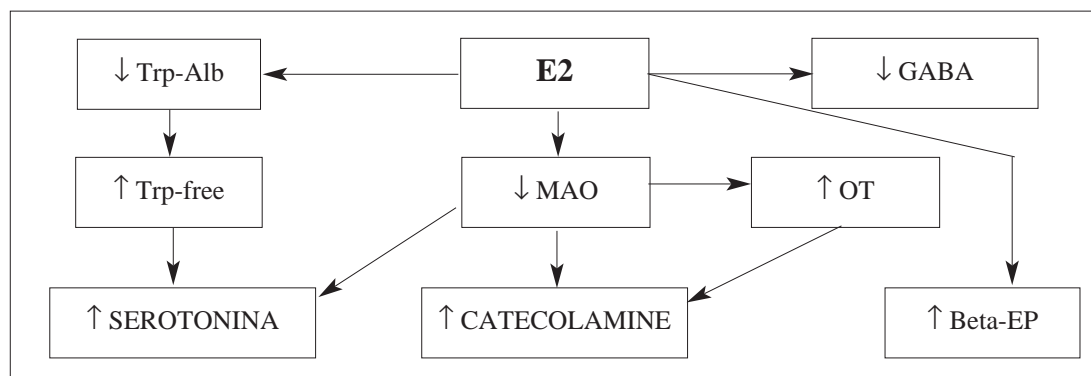 ↓ Trp-Alb
E2
↓ GABA
↑ Trp-free
↓ MAO
↑ OT
↑ SEROTONINA
↑ CATECOLAMINE
↑ Beta-EP